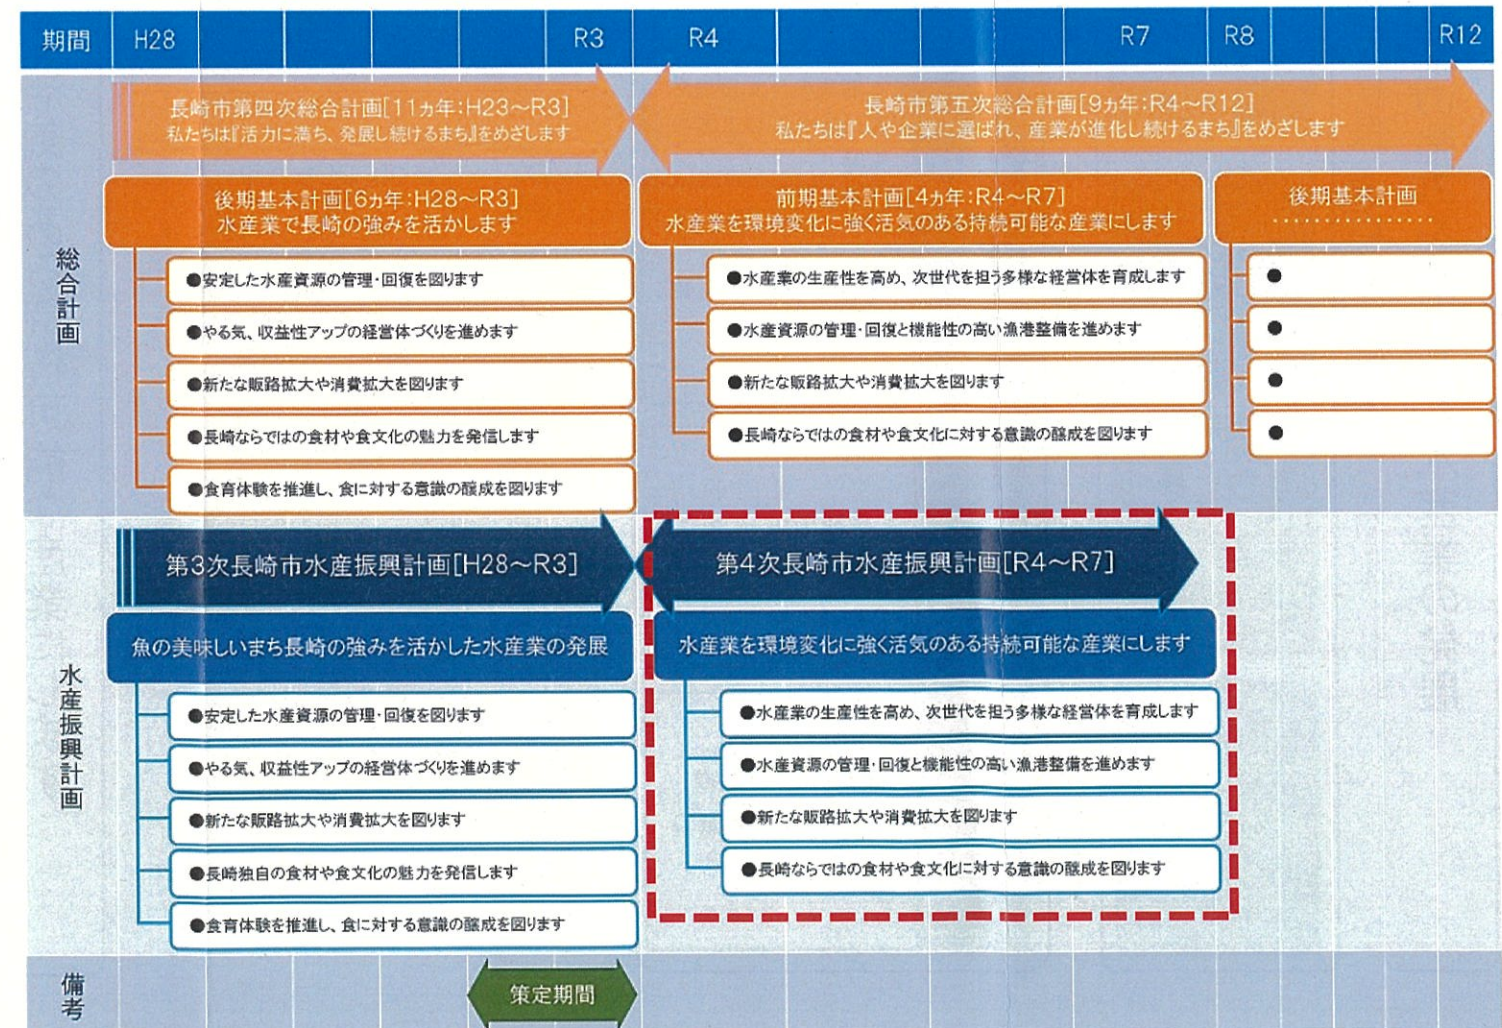 期間 H28 R3 R4 R7 R8 R12
長崎市第四次総合計画[11ヵ年:H23～R3]
私たちは『活力に満ち、発展し続けるまち』をめざします
長崎市第五次総合計画[9ヵ年:R4～R12]
私たちは『人や企業に選ばれ、産業が進化し続けるまち』をめざします
総合計画
後期基本計画[6ヵ年:H28～R3]
水産業で長崎の強みを活かします
●安定した水産資源の管理・回復を図ります
●やる気、収益性アップの経営体づくりを進めます
●新たな販路拡大や消費拡大を図ります
●長崎ならではの食材や食文化の魅力を発信します
●食育体験を推進し、食に対する意識の醸成を図ります
前期基本計画[4ヵ年:R4～R7]
水産業を環境変化に強く活気のある持続可能な産業にします
●水産業の生産性を高め、次世代を担う多様な経営体を育成します
●水産資源の管理・回復と機能性の高い漁港整備を進めます
●新たな販路拡大や消費拡大を図ります
●長崎ならではの食材や食文化に対する意識の醸成を図ります
後期基本計画
・・・・・・・・・・・・・・・
●
●
●
●
水産振興計画
第3次長崎市水産振興計画[H28～R3]
魚の美味しいまち長崎の強みを活かした水産業の発展
●安定した水産資源の管理・回復を図ります
●やる気、収益性アップの経営体づくりを進めます
●新たな販路拡大や消費拡大を図ります
●長崎独自の食材や食文化の魅力を発信します
●食育体験を推進し、食に対する意識の醸成を図ります
第4次長崎市水産振興計画[R4～R7]
水産業を環境変化に強く活気のある持続可能な産業にします
●水産業の生産性を高め、次世代を担う多様な経営体を育成します
●水産資源の管理・回復と機能性の高い漁港整備を進めます
●新たな販路拡大や消費拡大を図ります
●長崎ならではの食材や食文化に対する意識の醸成を図ります
備考
策定期間